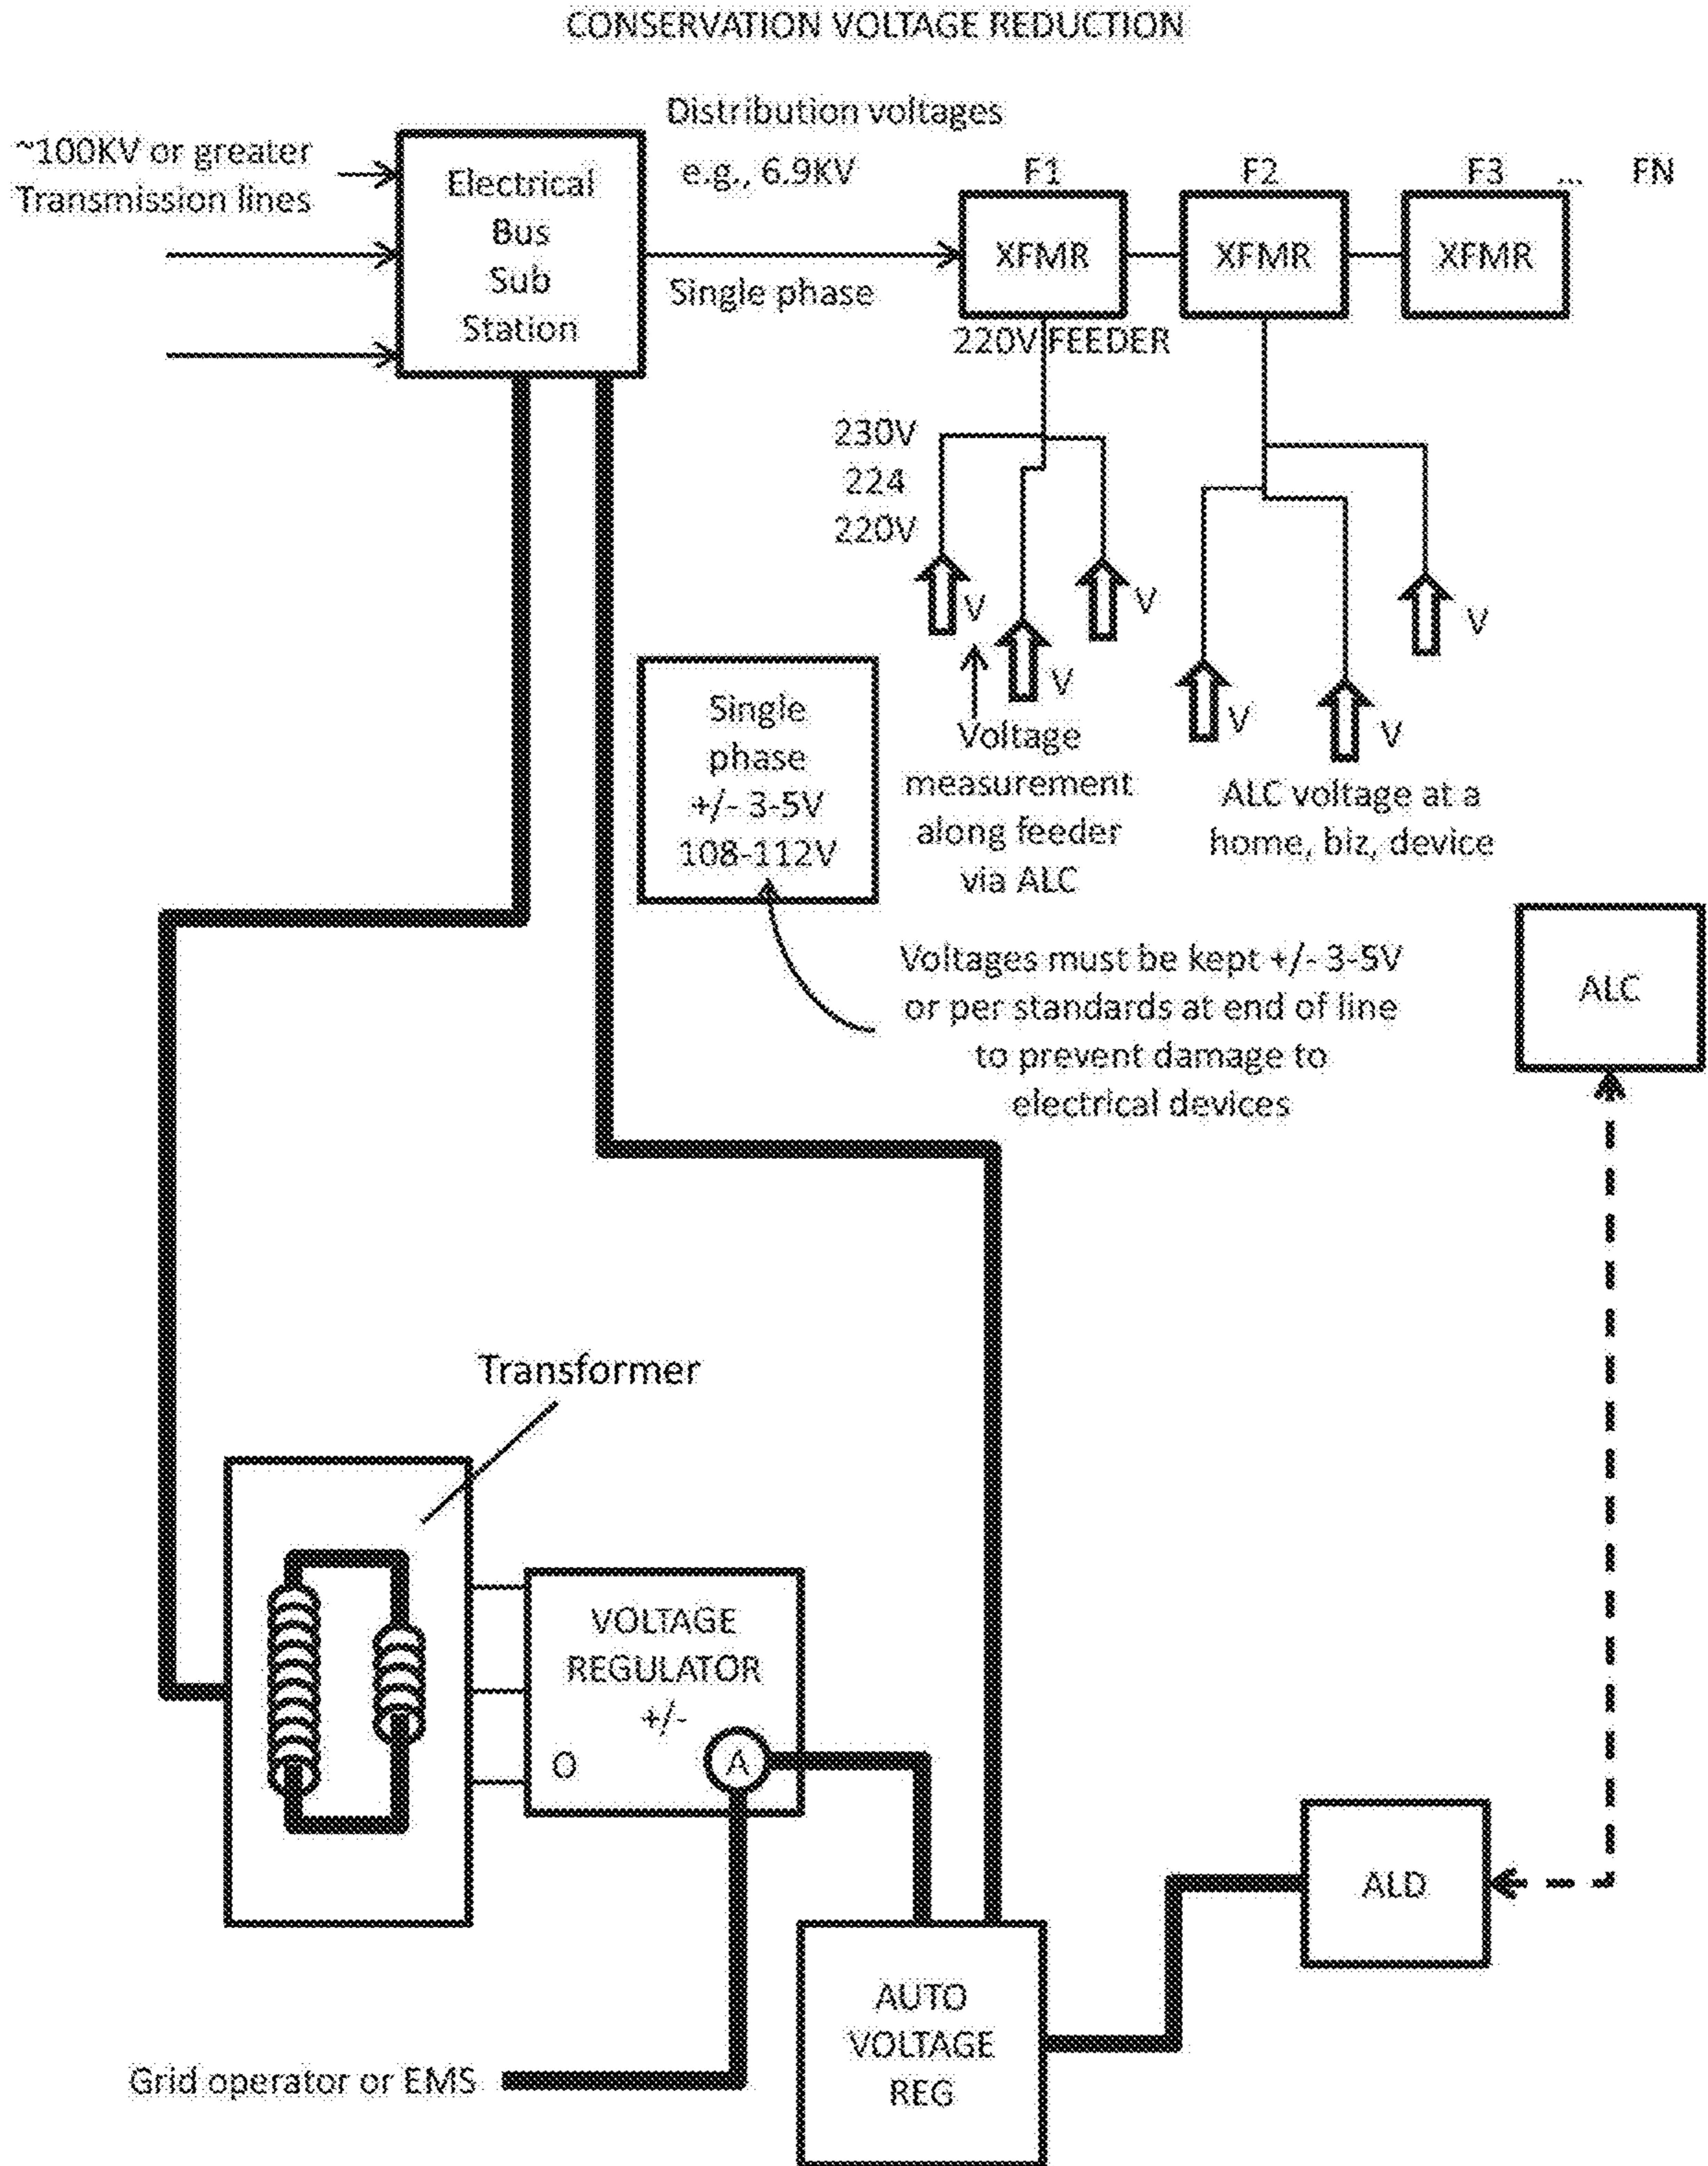 CONSERVATION VOLTAGE REDUCTION
~100KV or greater
Transmission lines
Electrical
Bus
Sub
Station
Distribution voltages
e.g., 6.9KV
Single phase
F1
F2
F3
...
FN
XFMR
XFMR
XFMR
220V FEEDER
230V
224
220V
V
V
V
V
V
V
Single
phase
+/- 3-5V
108-112V
Voltage
measurement
along feeder
via ALC
ALC voltage at a
home, biz, device
Voltages must be kept +/- 3-5V
or per standards at end of line
to prevent damage to
electrical devices
ALC
Transformer
VOLTAGE
REGULATOR
+/-
O
A
ALD
AUTO
VOLTAGE
REG
Grid operator or EMS